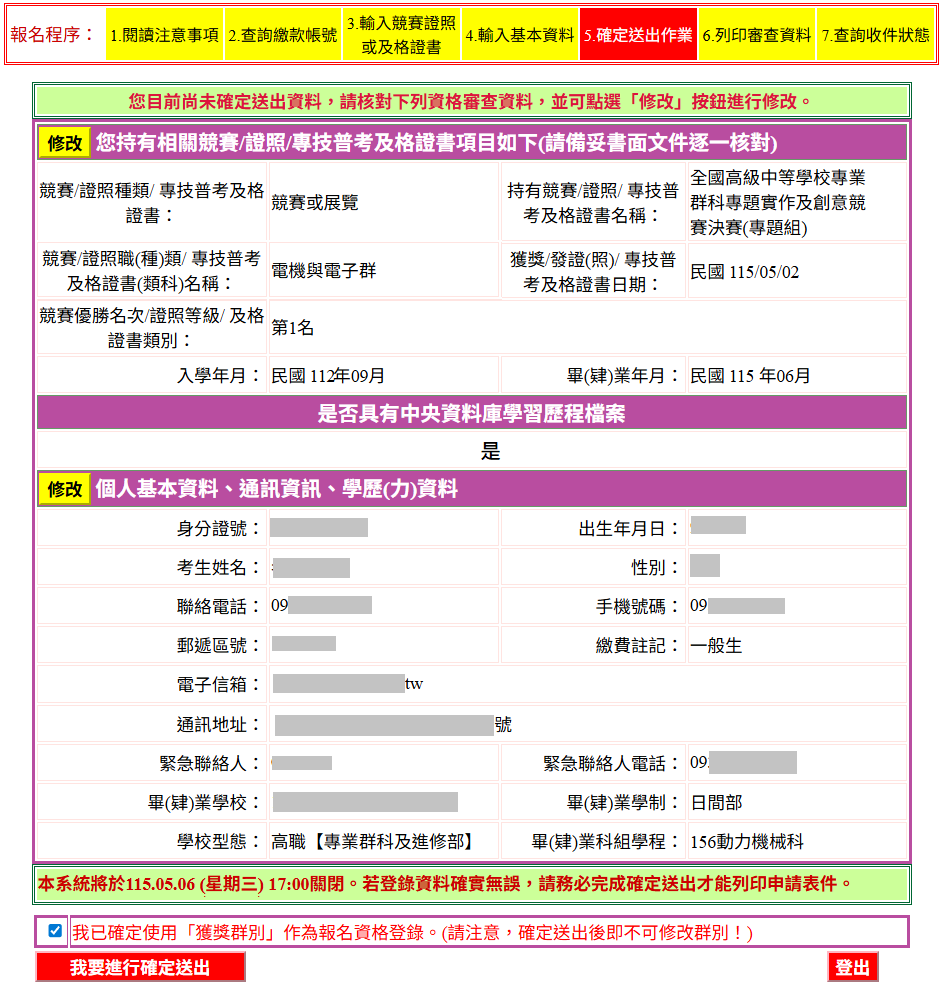 報名程序： 1.閱讀注意事項 2.查詢繳款帳號 3.輸入競賽證照 4.輸入基本資料 5.確定送出作業 6.列印審查資料 7.查詢收件狀態
或及格證書
您目前尚未確定送出資料，請核對下列資格審查資料，並可點選「修改」按鈕進行修改。
修改 您持有相關競賽/證照/專技普考及格證書項目如下(請備妥書面文件逐一核對)
競賽/證照種類/ 專技普考及格
證書：
競賽或展覽
持有競賽/證照/ 專技普
考及格證書名稱：
全國高級中等學校專業
群科專題實作及創意競
賽決賽(專題組)
競賽/證照職(種)類/ 專技普考
及格證書(類科)名稱：
電機與電子群
獲獎/發證(照)/ 專技普
考及格證書日期：
民國 115/05/02
競賽優勝名次/證照等級/ 及格
證書類別：
第1名
入學年月： 民國 112年09月 畢(肄)業年月： 民國 115 年06月
是否具有中央資料庫學習歷程檔案
是
修改 個人基本資料、通訊資訊、學歷(力)資料
身分證號： 出生年月日：
考生姓名： 性別：
聯絡電話： 09 手機號碼： 09
郵遞區號： 繳費註記： 一般生
電子信箱： tw
通訊地址： 號
緊急聯絡人： 緊急聯絡人電話： 09
畢(肄)業學校： 畢(肄)業學制： 日間部
學校型態： 高職【專業群科及進修部】 畢(肄)業科組學程： 156動力機械科
本系統將於115.05.06 (星期三) 17:00關閉。若登錄資料確實無誤，請務必完成確定送出才能列印申請表件。
我已確定使用「獲獎群別」作為報名資格登錄。(請注意，確定送出後即不可修改群別！)
我要進行確定送出 登出